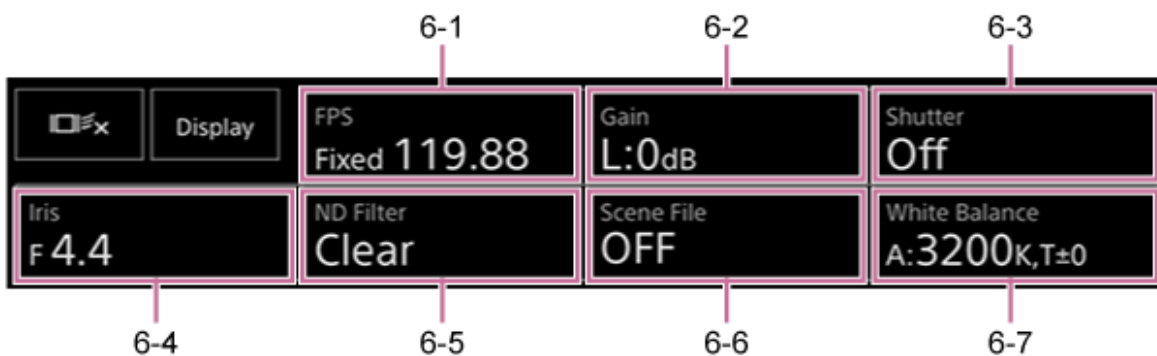 6-1 6-2 6-3
Display
FPS
Fixed 119.88
Gain
L:0dB
Shutter
Off
Iris
F 4.4
ND Filter
Clear
Scene File
OFF
White Balance
A:3200K,T±0
6-4 6-5 6-6 6-7